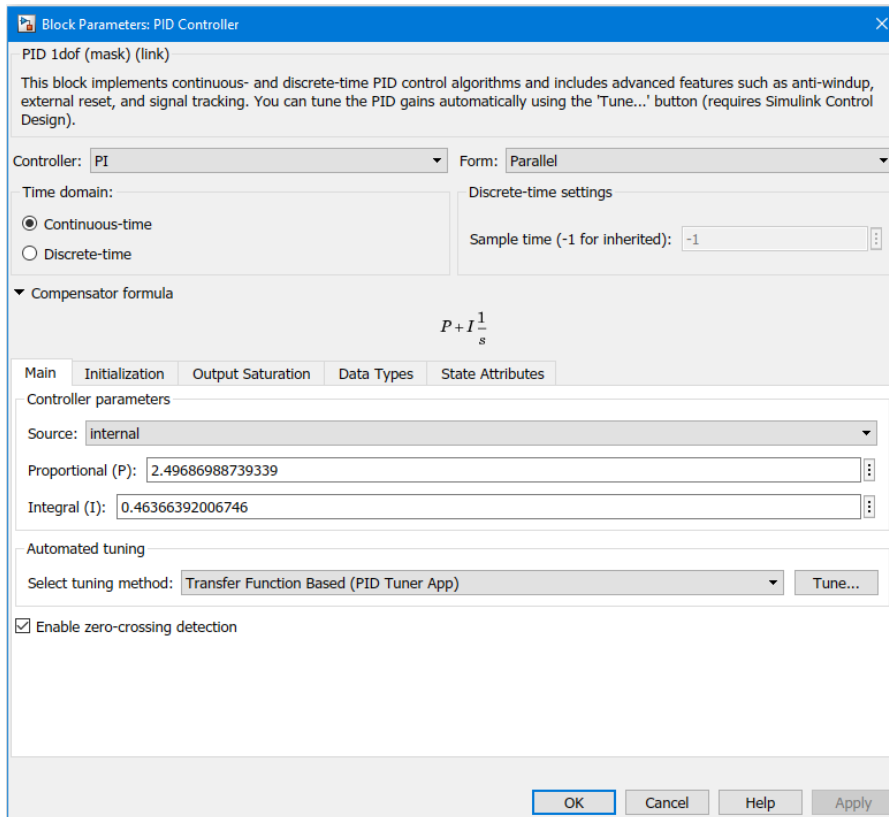 Block Parameters: PID Controller
PID 1dof (mask) (link)
This block implements continuous- and discrete-time PID control algorithms and includes advanced features such as anti-windup,
external reset, and signal tracking. You can tune the PID gains automatically using the 'Tune...' button (requires Simulink Control
Design).
Controller: PI Form: Parallel
Time domain: Discrete-time settings
Continuous-time
Sample time (-1 for inherited): -1
Discrete-time
Compensator formula
P + I 1/s
Main Initialization Output Saturation Data Types State Attributes
Controller parameters
Source: internal
Proportional (P): 2.49686988739339
Integral (I): 0.46366392006746
Automated tuning
Select tuning method: Transfer Function Based (PID Tuner App) Tune...
Enable zero-crossing detection
OK Cancel Help Apply